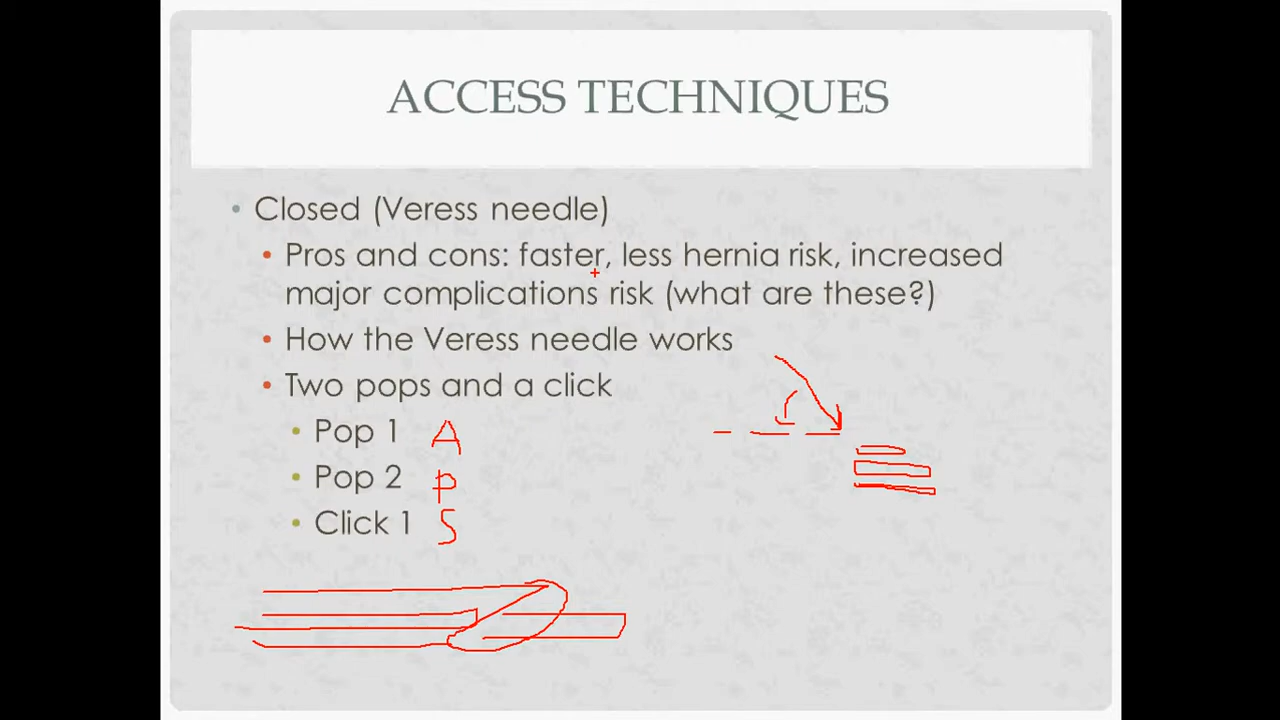 ACCESS TECHNIQUES
• Closed (Veress needle)
• Pros and cons: faster, less hernia risk, increased
major complications risk (what are these?)
• How the Veress needle works
• Two pops and a click
• Pop 1 A
• Pop 2 P
• Click 1 S